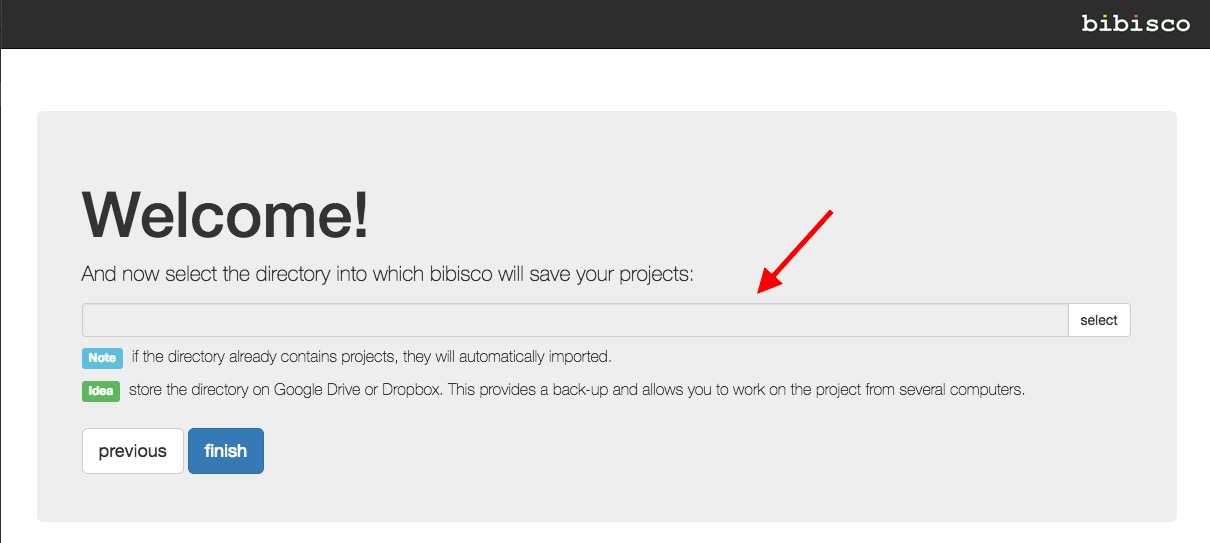 bibisco
Welcome!
And now select the directory into which bibisco will save your projects:
select
Note if the directory already contains projects, they will automatically imported.
Idea store the directory on Google Drive or Dropbox. This provides a back-up and allows you to work on the project from several computers.
previous finish